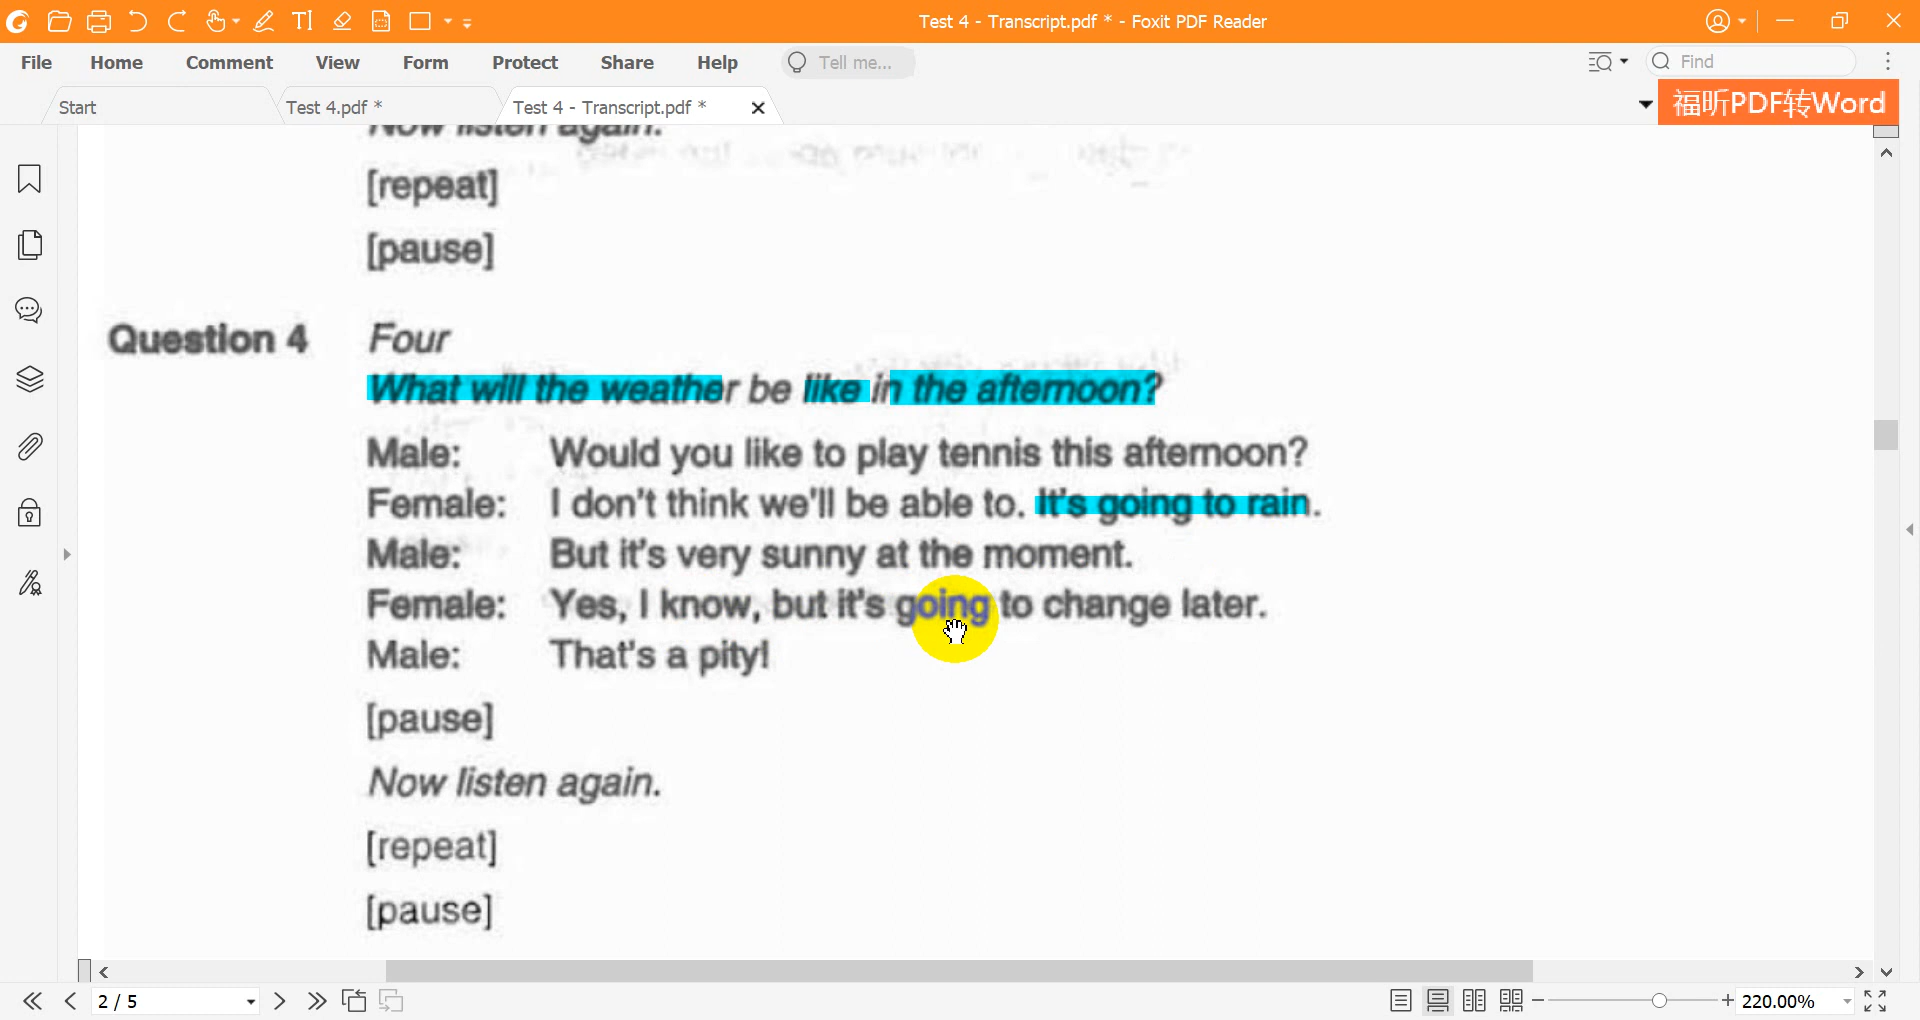 Test 4 - Transcript.pdf * - Foxit PDF Reader
File Home Comment View Form Protect Share Help Tell me... Find
Start Test 4.pdf * Test 4 - Transcript.pdf * 福昕PDF转Word
Now listen again.
[repeat]
[pause]
Question 4 Four
What will the weather be like in the afternoon?
Male: Would you like to play tennis this afternoon?
Female: I don't think we'll be able to. It's going to rain.
Male: But it's very sunny at the moment.
Female: Yes, I know, but it's going to change later.
Male: That's a pity!
[pause]
Now listen again.
[repeat]
[pause]
2 / 5 220.00%